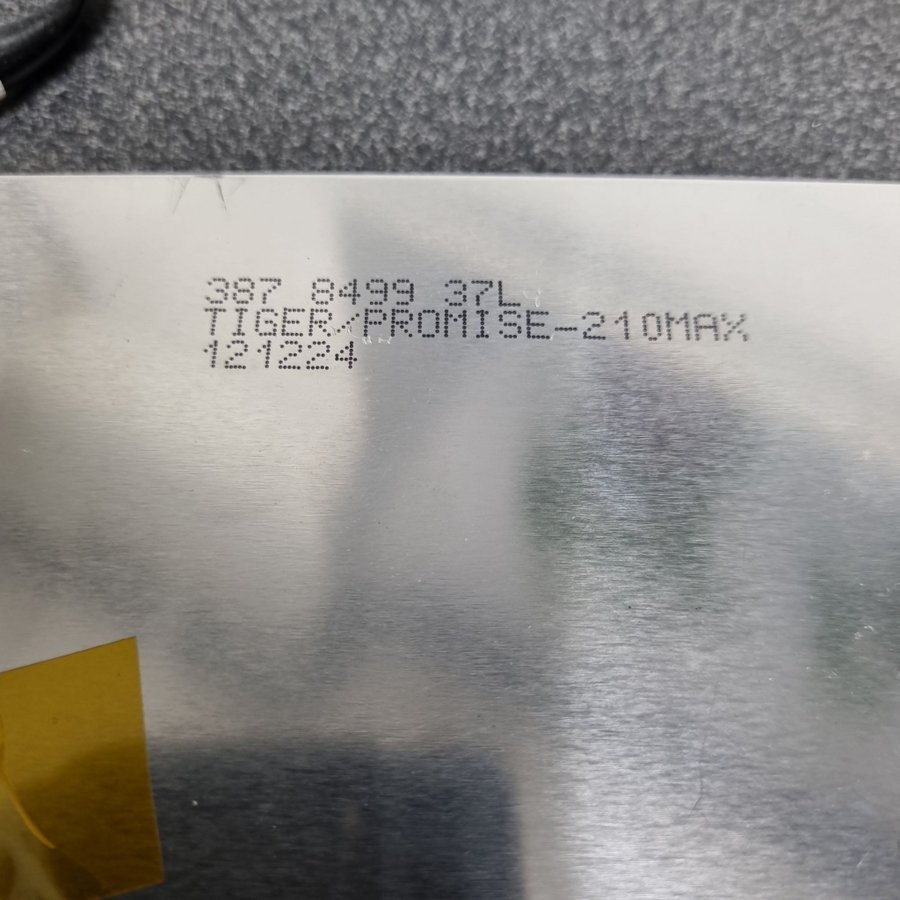 387 8499 37L
TIGER/PROMISE-210MAX
121224